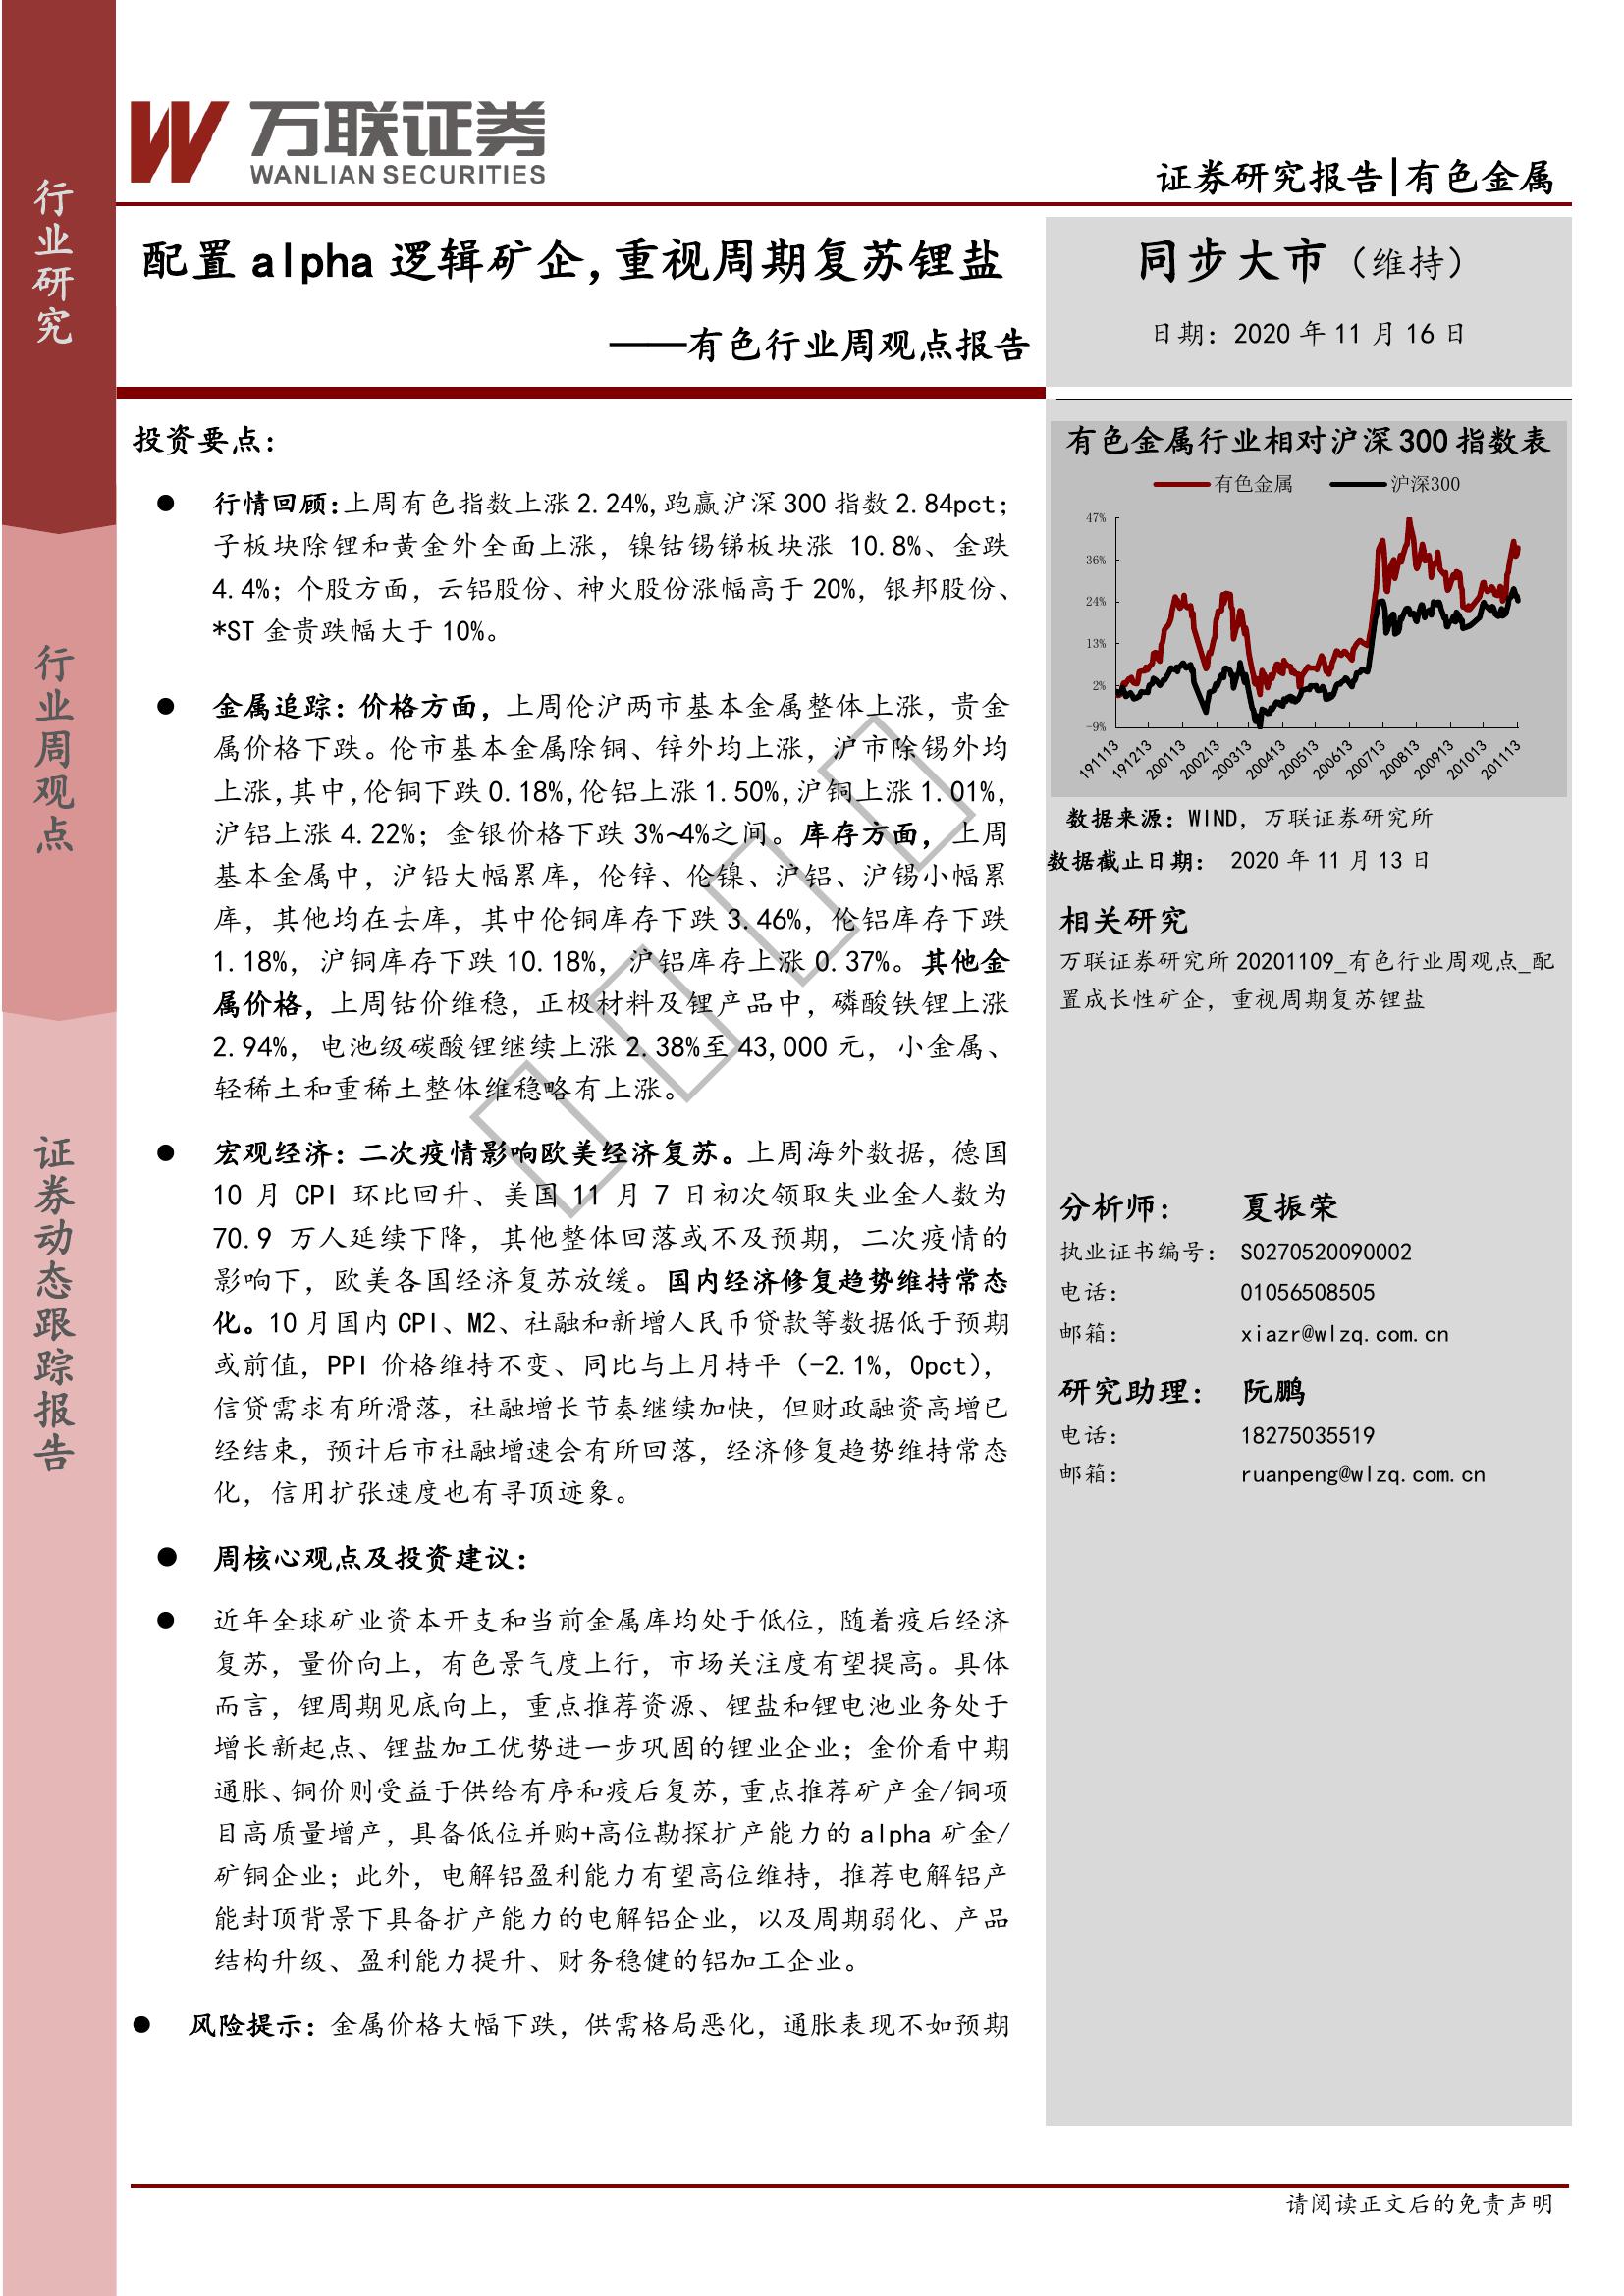 万联证券
WANLIAN SECURITIES
证券研究报告|有色金属
行业研究
行业周观点
证券动态跟踪报告
配置 alpha 逻辑矿企,重视周期复苏锂盐
——有色行业周观点报告
同步大市（维持）
日期：2020 年 11 月 16 日
投资要点：
● 行情回顾：上周有色指数上涨 2.24%,跑赢沪深 300 指数 2.84pct；
子板块除锂和黄金外全面上涨，镍钴锡锑板块涨 10.8%、金跌
4.4%；个股方面，云铝股份、神火股份涨幅高于 20%，银邦股份、
*ST 金贵跌幅大于 10%。
● 金属追踪：价格方面，上周伦沪两市基本金属整体上涨，贵金
属价格下跌。伦市基本金属除铜、锌外均上涨，沪市除锡外均
上涨,其中,伦铜下跌 0.18%,伦铝上涨 1.50%,沪铜上涨 1.01%,
沪铝上涨 4.22%；金银价格下跌 3%~4%之间。库存方面，上周
基本金属中，沪铅大幅累库，伦锌、伦镍、沪铝、沪锡小幅累
库，其他均在去库，其中伦铜库存下跌 3.46%，伦铝库存下跌
1.18%，沪铜库存下跌 10.18%，沪铝库存上涨 0.37%。其他金
属价格，上周钴价维稳，正极材料及锂产品中，磷酸铁锂上涨
2.94%，电池级碳酸锂继续上涨 2.38%至 43,000 元，小金属、
轻稀土和重稀土整体维稳略有上涨。
● 宏观经济：二次疫情影响欧美经济复苏。上周海外数据，德国
10 月 CPI 环比回升、美国 11 月 7 日初次领取失业金人数为
70.9 万人延续下降，其他整体回落或不及预期，二次疫情的
影响下，欧美各国经济复苏放缓。国内经济修复趋势维持常态
化。10 月国内 CPI、M2、社融和新增人民币贷款等数据低于预期
或前值，PPI 价格维持不变、同比与上月持平（-2.1%，0pct），
信贷需求有所滑落，社融增长节奏继续加快，但财政融资高增已
经结束，预计后市社融增速会有所回落，经济修复趋势维持常态
化，信用扩张速度也有寻顶迹象。
● 周核心观点及投资建议：
● 近年全球矿业资本开支和当前金属库均处于低位，随着疫后经济
复苏，量价向上，有色景气度上行，市场关注度有望提高。具体
而言，锂周期见底向上，重点推荐资源、锂盐和锂电池业务处于
增长新起点、锂盐加工优势进一步巩固的锂业企业；金价看中期
通胀、铜价则受益于供给有序和疫后复苏，重点推荐矿产金/铜项
目高质量增产，具备低位并购+高位勘探扩产能力的 alpha 矿金/
矿铜企业；此外，电解铝盈利能力有望高位维持，推荐电解铝产
能封顶背景下具备扩产能力的电解铝企业，以及周期弱化、产品
结构升级、盈利能力提升、财务稳健的铝加工企业。
● 风险提示：金属价格大幅下跌，供需格局恶化，通胀表现不如预期
有色金属行业相对沪深 300 指数表
有色金属 沪深300
47%
36%
24%
13%
2%
-9%
191113 191213 200113 200213 200313 200413 200513 200613 200713 200813 200913 201013 201113
数据来源：WIND，万联证券研究所
数据截止日期： 2020 年 11 月 13 日
相关研究
万联证券研究所 20201109_有色行业周观点_配
置成长性矿企，重视周期复苏锂盐
分析师： 夏振荣
执业证书编号： S0270520090002
电话： 01056508505
邮箱： xiazr@wlzq.com.cn
研究助理： 阮鹏
电话： 18275035519
邮箱： ruanpeng@wlzq.com.cn
请阅读正文后的免责声明